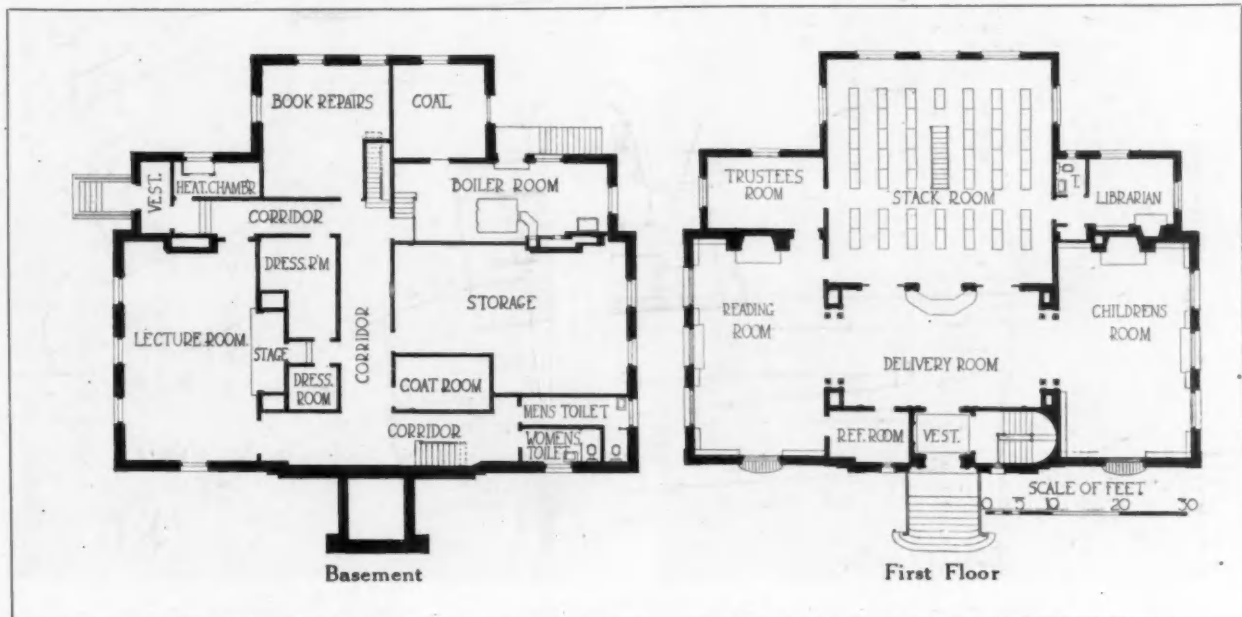 BOOK REPAIRS
COAL
VEST.
HEAT. CHAMBER
BOILER ROOM
CORRIDOR
DRESS. R'M
LECTURE ROOM.
STAGE
CORRIDOR
STORAGE
DRESS.
ROOM
COAT ROOM
MENS TOILET
CORRIDOR
WOMENS
TOILET
Basement
TRUSTEES
ROOM
STACK ROOM
T.
LIBRARIAN
READING
ROOM
CHILDRENS
ROOM
DELIVERY ROOM
REF. ROOM
VEST.
SCALE OF FEET
0 5 10 20 30
First Floor